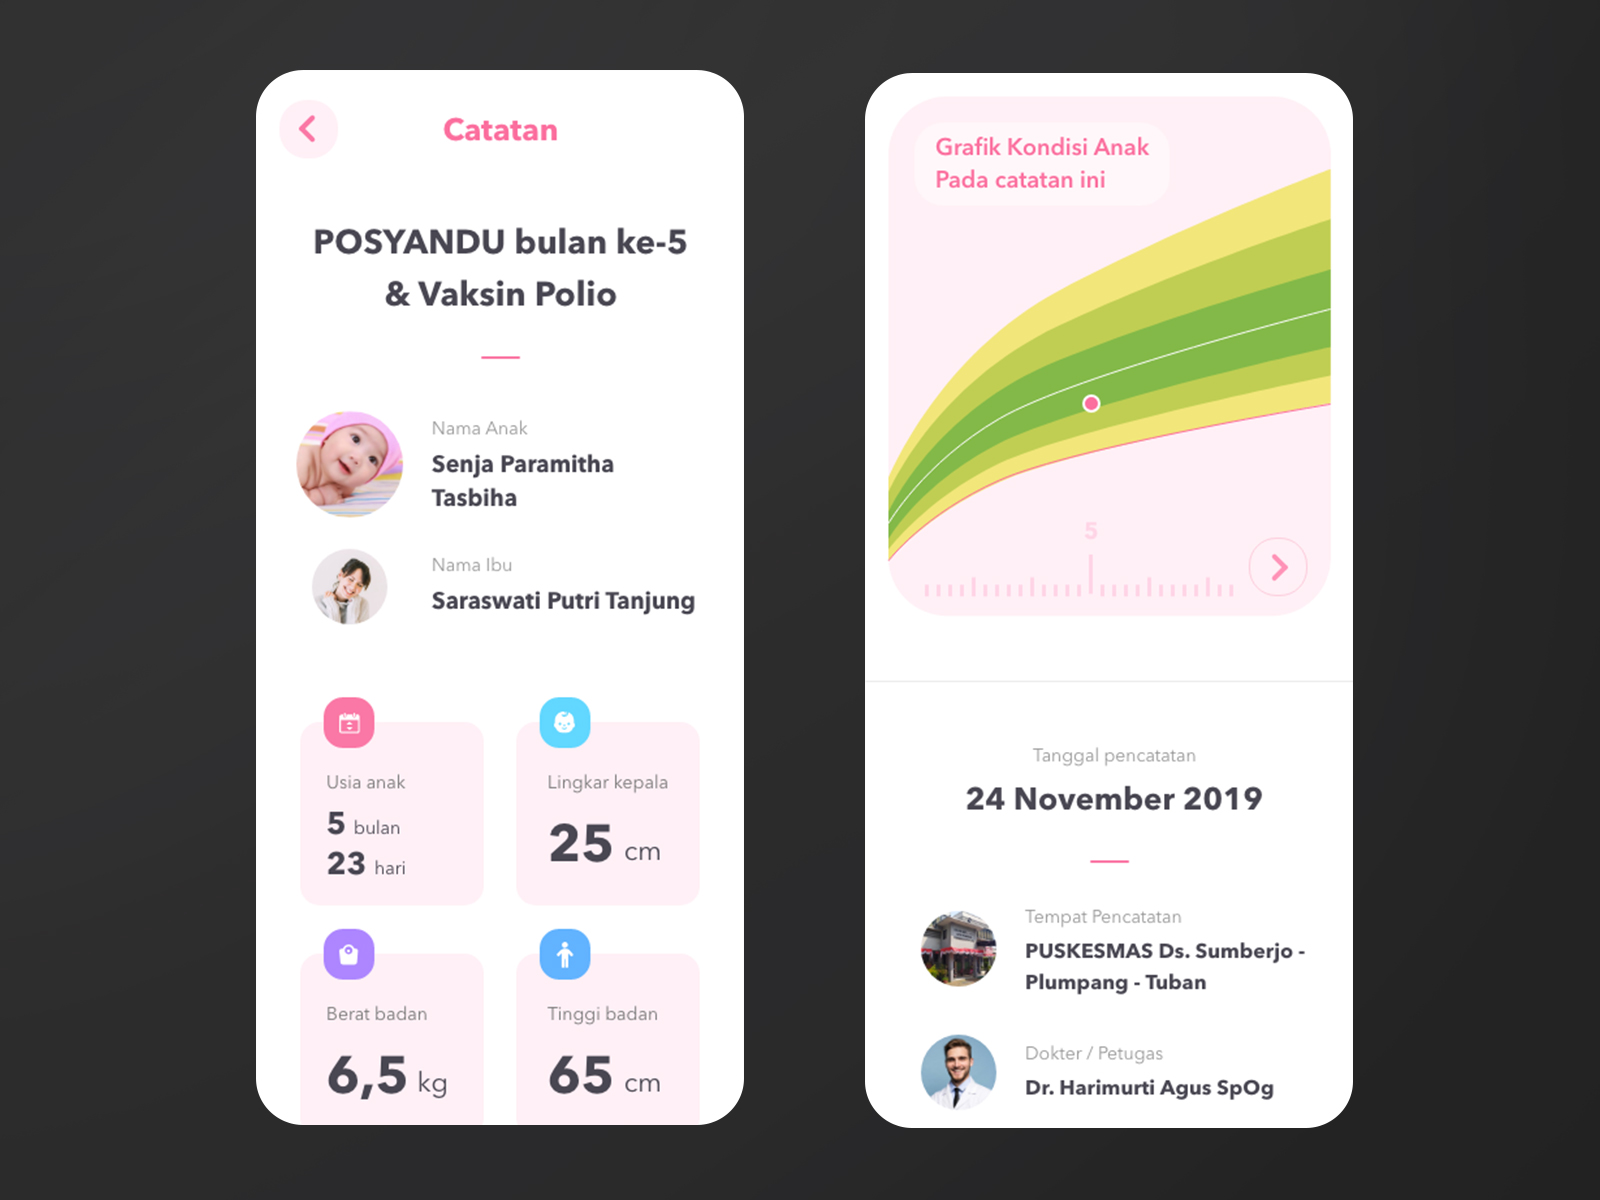 Catatan
POSYANDU bulan ke-5
& Vaksin Polio
Nama Anak
Senja Paramitha
Tasbiha
Nama Ibu
Saraswati Putri Tanjung
Usia anak
5 bulan
23 hari
Lingkar kepala
25 cm
Berat badan
6,5 kg
Tinggi badan
65 cm
Grafik Kondisi Anak
Pada catatan ini
5
Tanggal pencatatan
24 November 2019
Tempat Pencatatan
PUSKESMAS Ds. Sumberjo -
Plumpang - Tuban
Dokter / Petugas
Dr. Harimurti Agus SpOg